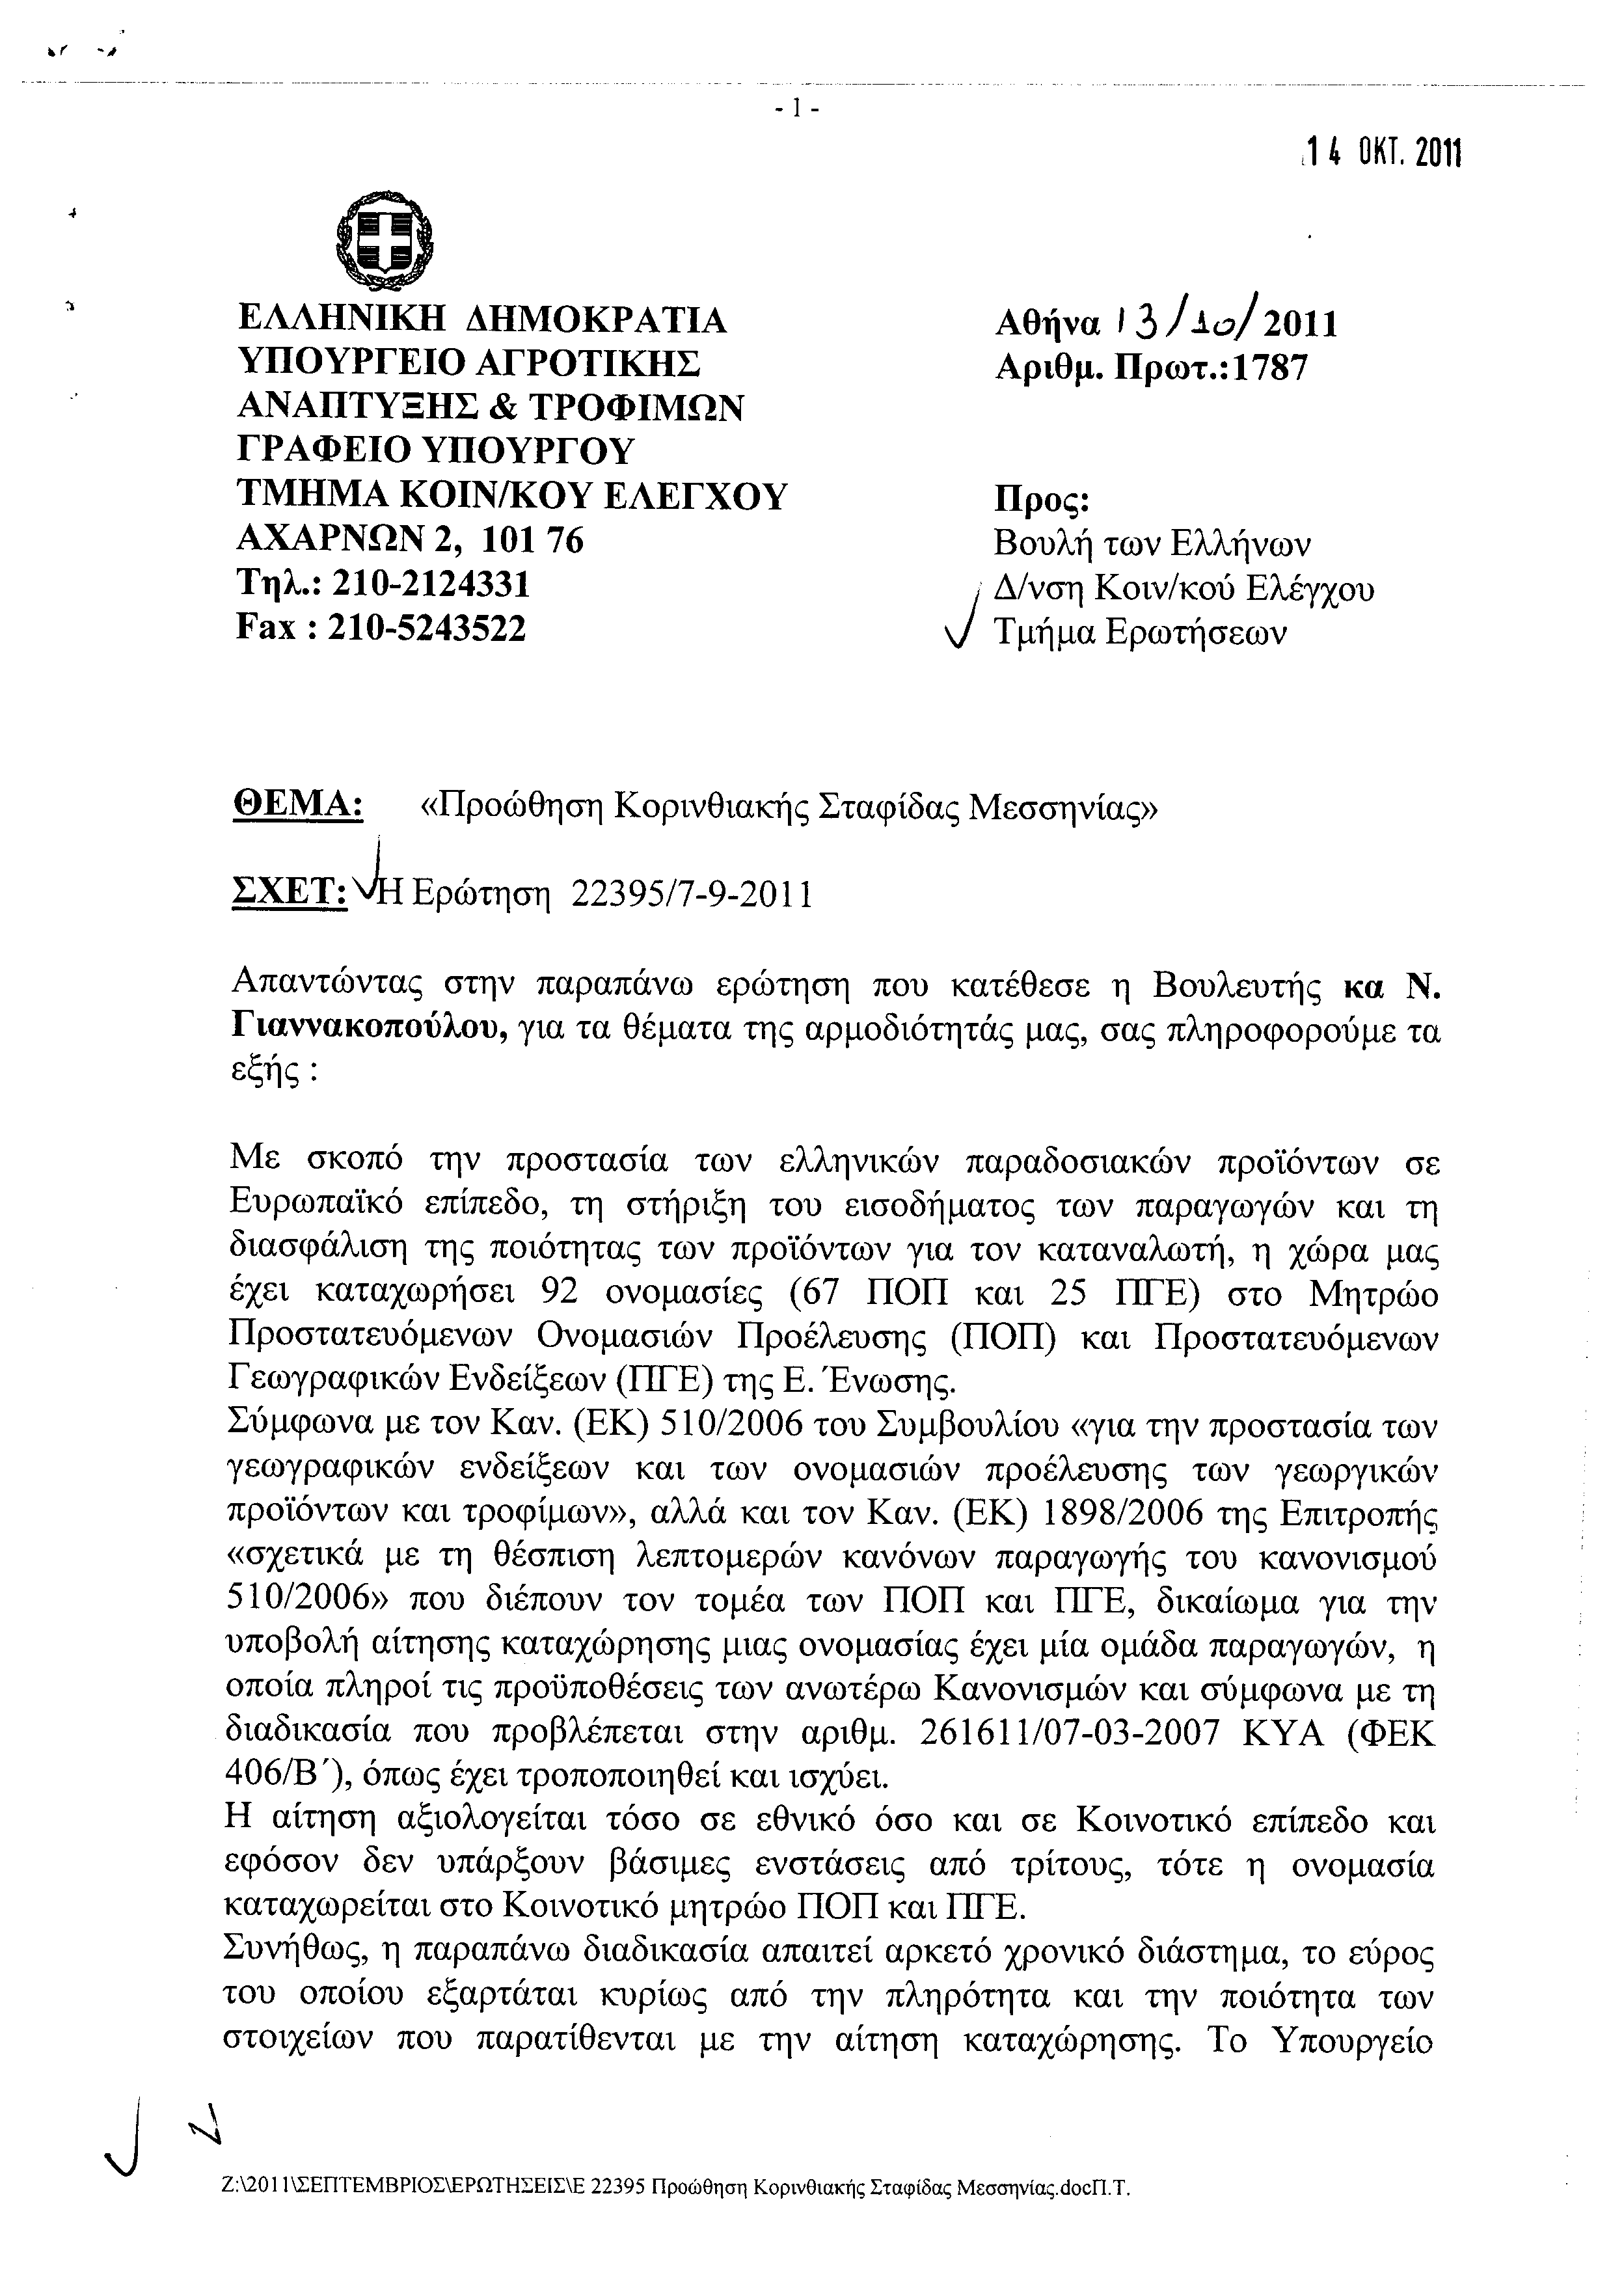 - 1 -
14 ΟΚΤ. 2011
ΕΛΛΗΝΙΚΗ ΔΗΜΟΚΡΑΤΙΑ
ΥΠΟΥΡΓΕΙΟ ΑΓΡΟΤΙΚΗΣ
ΑΝΑΠΤΥΞΗΣ & ΤΡΟΦΙΜΩΝ
ΓΡΑΦΕΙΟ ΥΠΟΥΡΓΟΥ
ΤΜΗΜΑ ΚΟΙΝ/ΚΟΥ ΕΛΕΓΧΟΥ
ΑΧΑΡΝΩΝ 2, 101 76
Τηλ.: 210-2124331
Fax : 210-5243522
Αθήνα 13/10/2011
Αριθμ. Πρωτ.:1787
Προς:
Βουλή των Ελλήνων
Δ/νση Κοιν/κού Ελέγχου
Τμήμα Ερωτήσεων
ΘΕΜΑ: «Προώθηση Κορινθιακής Σταφίδας Μεσσηνίας»
ΣΧΕΤ: Η Ερώτηση 22395/7-9-2011
Απαντώντας στην παραπάνω ερώτηση που κατέθεσε η Βουλευτής κα Ν.
Γιαννακοπούλου, για τα θέματα της αρμοδιότητάς μας, σας πληροφορούμε τα
εξής :
Με σκοπό την προστασία των ελληνικών παραδοσιακών προϊόντων σε
Ευρωπαϊκό επίπεδο, τη στήριξη του εισοδήματος των παραγωγών και τη
διασφάλιση της ποιότητας των προϊόντων για τον καταναλωτή, η χώρα μας
έχει καταχωρήσει 92 ονομασίες (67 ΠΟΠ και 25 ΠΓΕ) στο Μητρώο
Προστατευόμενων Ονομασιών Προέλευσης (ΠΟΠ) και Προστατευόμενων
Γεωγραφικών Ενδείξεων (ΠΓΕ) της Ε. Ένωσης.
Σύμφωνα με τον Καν. (ΕΚ) 510/2006 του Συμβουλίου «για την προστασία των
γεωγραφικών ενδείξεων και των ονομασιών προέλευσης των γεωργικών
προϊόντων και τροφίμων», αλλά και τον Καν. (ΕΚ) 1898/2006 της Επιτροπής
«σχετικά με τη θέσπιση λεπτομερών κανόνων παραγωγής του κανονισμού
510/2006» που διέπουν τον τομέα των ΠΟΠ και ΠΓΕ, δικαίωμα για την
υποβολή αίτησης καταχώρησης μιας ονομασίας έχει μία ομάδα παραγωγών, η
οποία πληροί τις προϋποθέσεις των ανωτέρω Κανονισμών και σύμφωνα με τη
διαδικασία που προβλέπεται στην αριθμ. 261611/07-03-2007 ΚΥΑ (ΦΕΚ
406/Β΄), όπως έχει τροποποιηθεί και ισχύει.
Η αίτηση αξιολογείται τόσο σε εθνικό όσο και σε Κοινοτικό επίπεδο και
εφόσον δεν υπάρξουν βάσιμες ενστάσεις από τρίτους, τότε η ονομασία
καταχωρείται στο Κοινοτικό μητρώο ΠΟΠ και ΠΓΕ.
Συνήθως, η παραπάνω διαδικασία απαιτεί αρκετό χρονικό διάστημα, το εύρος
του οποίου εξαρτάται κυρίως από την πληρότητα και την ποιότητα των
στοιχείων που παρατίθενται με την αίτηση καταχώρησης. Το Υπουργείο
Z:\2011\ΣΕΠΤΕΜΒΡΙΟΣ\ΕΡΩΤΗΣΕΙΣ\Ε 22395 Προώθηση Κορινθιακής Σταφίδας Μεσσηνίας.docΠ.Τ.